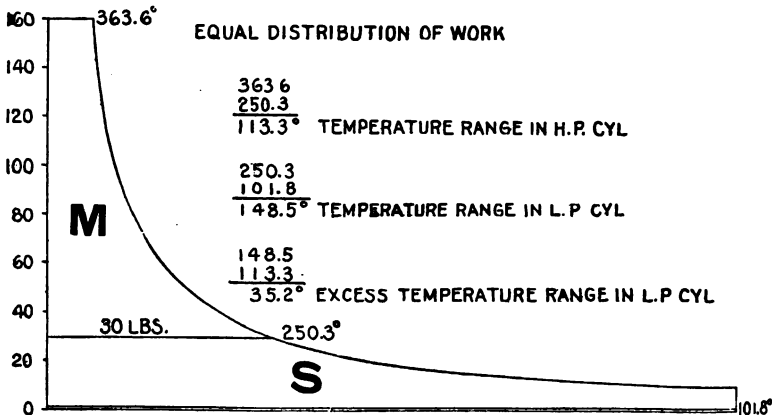 160
363.6°
EQUAL DISTRIBUTION OF WORK
140
363 6
250.3
120
113.3° TEMPERATURE RANGE IN H.P. CYL
100
250.3
101.8
80
148.5° TEMPERATURE RANGE IN L.P CYL
M
60
148.5
113.3
35.2° EXCESS TEMPERATURE RANGE IN L.P CYL
40
30 LBS.
250.3°
20
S
0
101.8°